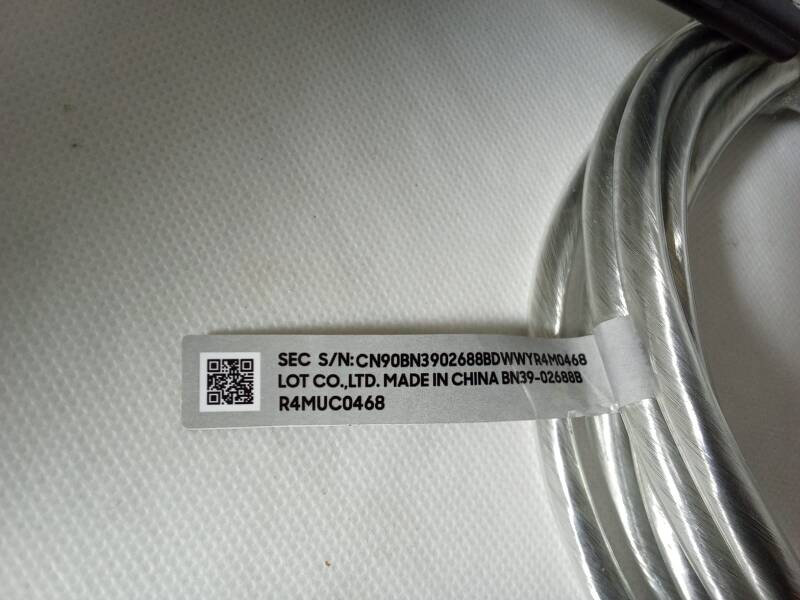 SEC S/N:CN90BN3902688BDWWYR4M0468
LOT CO.,LTD. MADE IN CHINA BN39-02688B
R4MUC0468